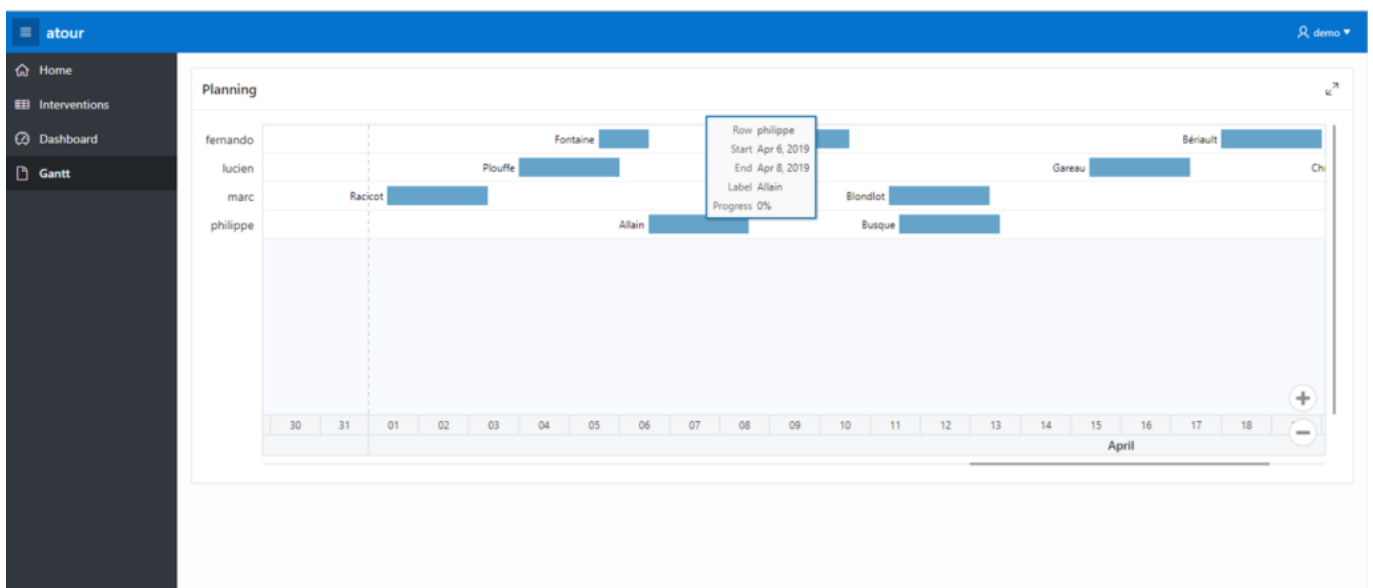 atour
demo
Home
Interventions
Dashboard
Gantt
Planning
fernando
Fontaine
Bériault
lucien
Plouffe
Gareau
marc
Racicot
Blondlot
philippe
Allain
Busque
Row philippe
Start Apr 6, 2019
End Apr 8, 2019
Label Allain
Progress 0%
30 31 01 02 03 04 05 06 07 08 09 10 11 12 13 14 15 16 17 18
April